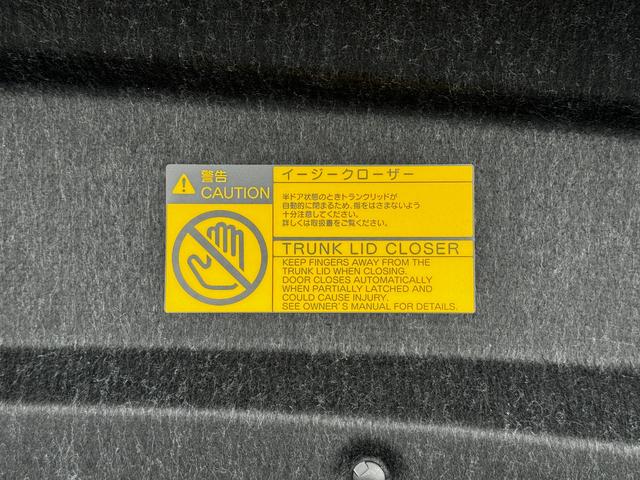 警告
CAUTION
イージークローザー
半ドア状態のときトランクリッドが
自動的に閉まるため、指をはさまないよう
十分注意してください。
詳しくは取扱書をご覧ください。
TRUNK LID CLOSER
KEEP FINGERS AWAY FROM THE
TRUNK LID WHEN CLOSING.
DOOR CLOSES AUTOMATICALLY
WHEN PARTIALLY LATCHED AND
COULD CAUSE INJURY.
SEE OWNER'S MANUAL FOR DETAILS.